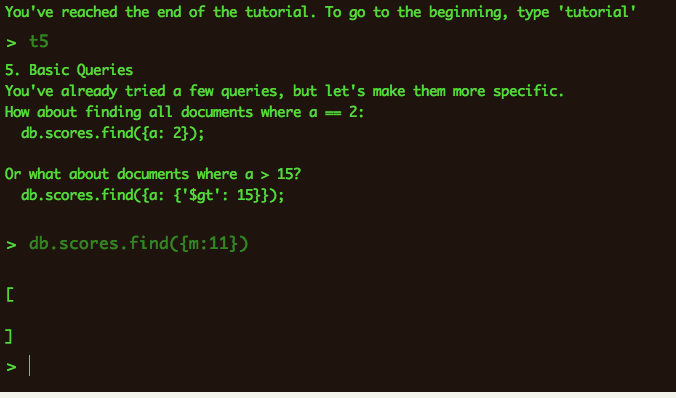 You've reached the end of the tutorial. To go to the beginning, type 'tutorial'
> t5
5. Basic Queries
You've already tried a few queries, but let's make them more specific.
How about finding all documents where a == 2:
db.scores.find({a: 2});
Or what about documents where a > 15?
db.scores.find({a: {'$gt': 15}});
> db.scores.find({m:11})
[
]
>